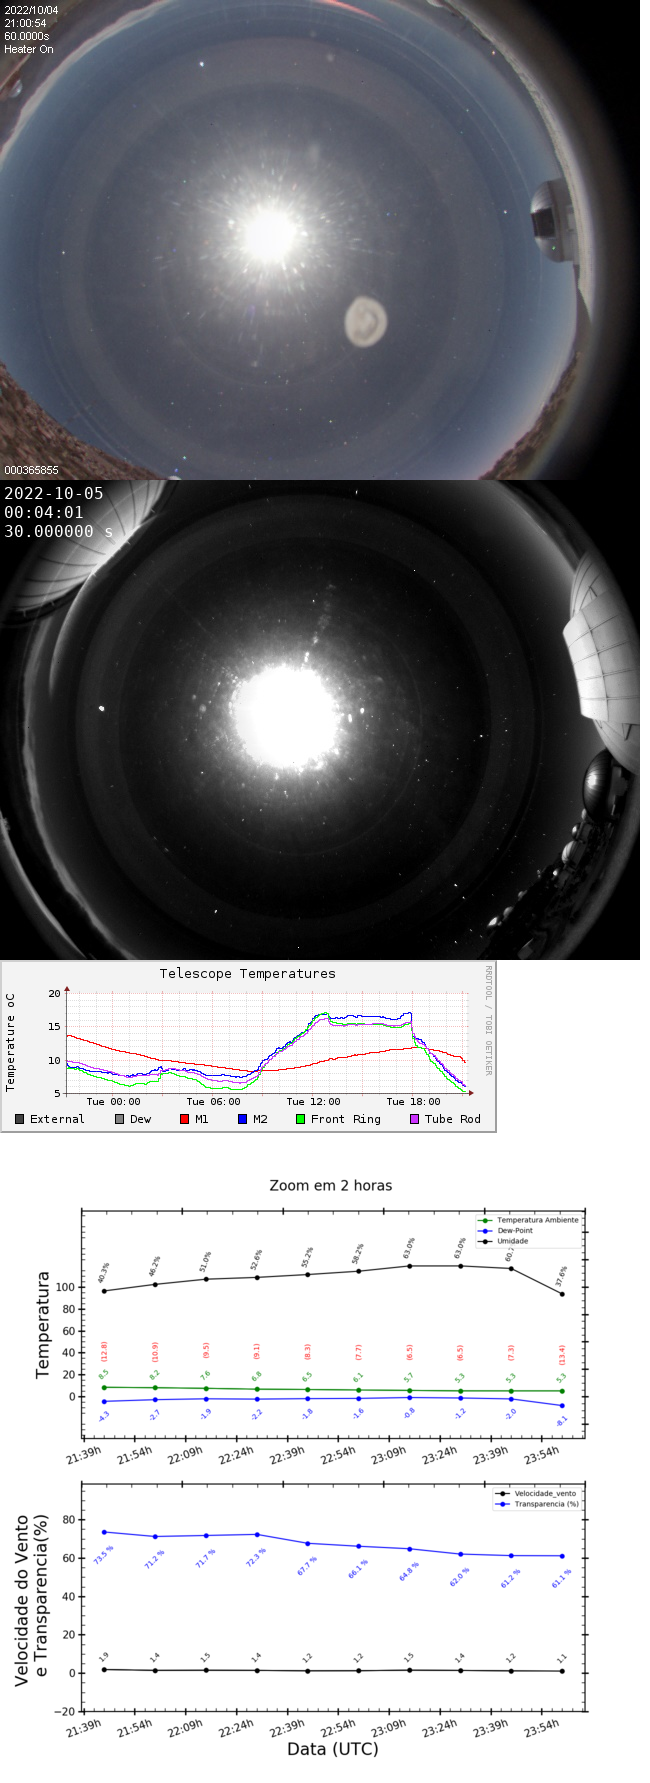 2022/10/04
21:00:54
60.0000s
Heater On
000365855
2022-10-05
00:04:01
30.000000 s
Telescope Temperatures
RRDTOOL / TOBI OETIKER
Temperature oC
20
15
10
5
Tue 00:00 Tue 06:00 Tue 12:00 Tue 18:00
External Dew M1 M2 Front Ring Tube Rod
Zoom em 2 horas
Temperatura Ambiente
Dew-Point
Umidade
Temperatura
40.3% 46.2% 51.0% 52.6% 55.2% 58.2% 63.0% 63.0% 60. 37.6%
100
80
60
40
20
0
(12.8) (10.9) (9.5) (9.1) (8.3) (7.7) (6.5) (6.5) (7.3) (13.4)
8.5 8.2 7.6 6.8 6.5 6.1 5.7 5.3 5.3 5.3
-4.3 -2.7 -1.9 -2.2 -1.8 -1.6 -0.8 -1.2 -2.0 -8.1
21:39h 21:54h 22:09h 22:24h 22:39h 22:54h 23:09h 23:24h 23:39h 23:54h
Velocidade_vento
Transparencia (%)
Velocidade do Vento
e Transparencia(%)
80
60
40
20
0
−20
73.5 % 71.2 % 71.7 % 72.3 % 67.7 % 66.1 % 64.8 % 62.0 % 61.2 % 61.1 %
1.9 1.4 1.5 1.4 1.2 1.2 1.5 1.4 1.2 1.1
21:39h 21:54h 22:09h 22:24h 22:39h 22:54h 23:09h 23:24h 23:39h 23:54h
Data (UTC)